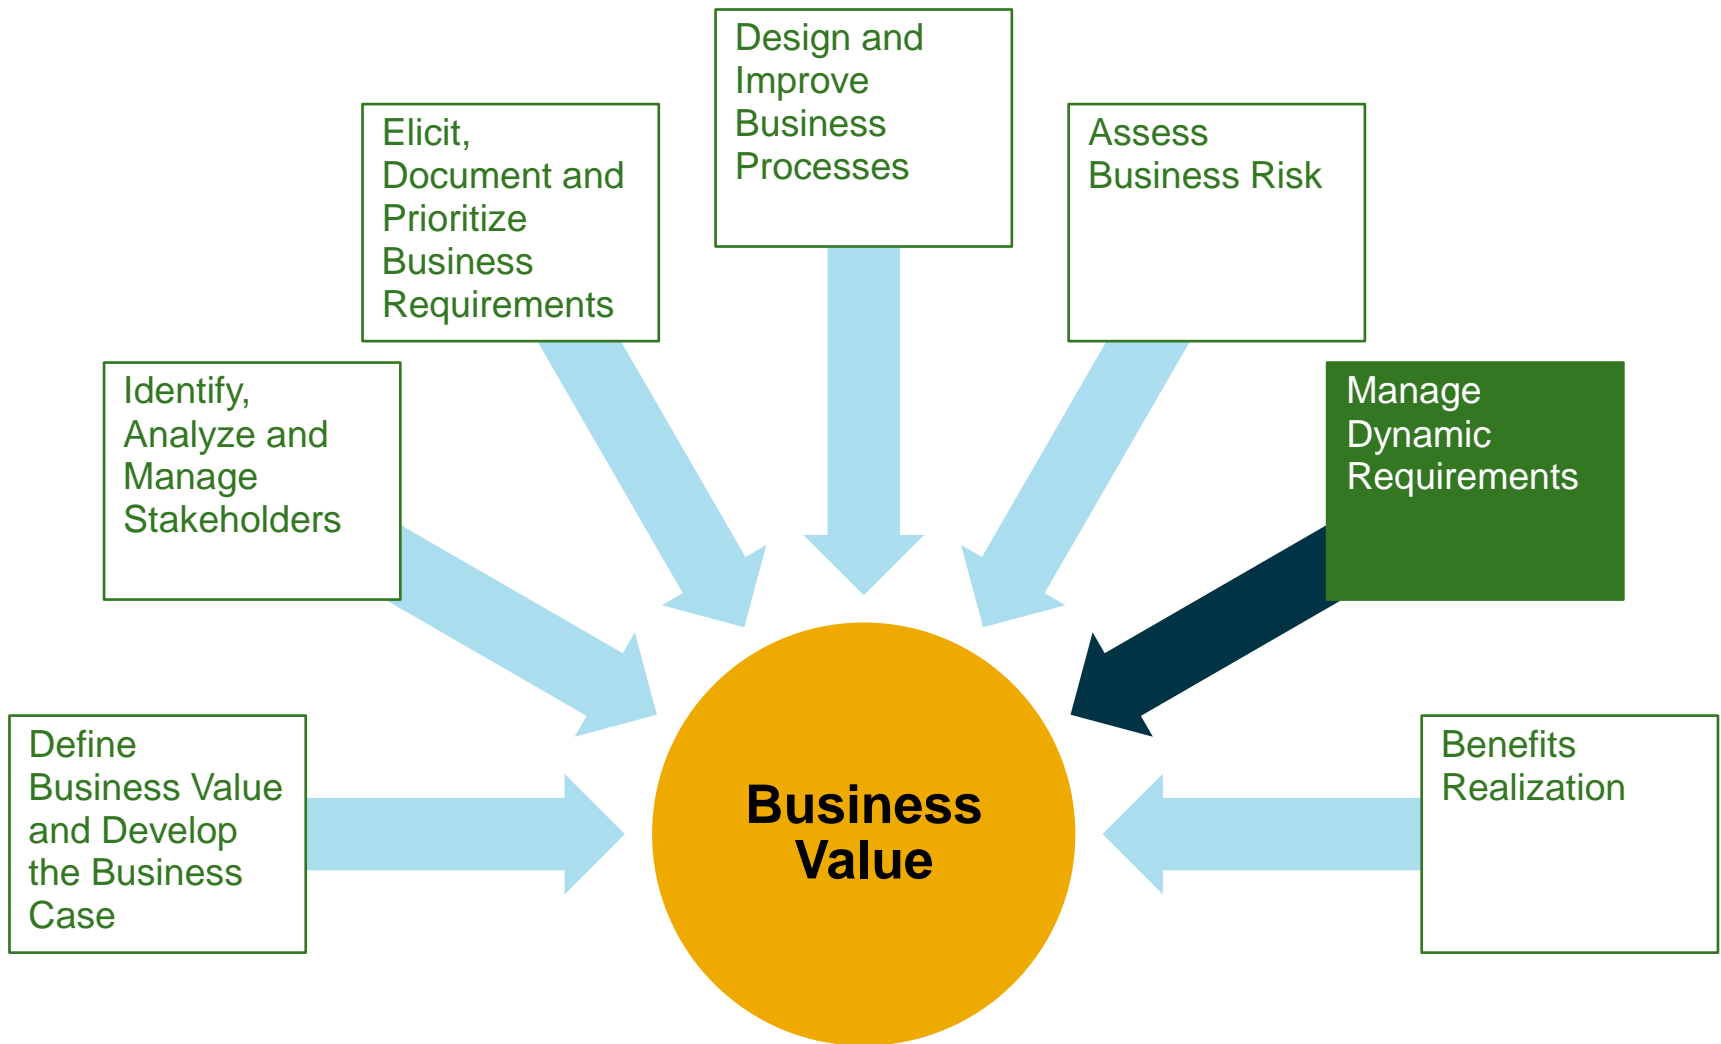 Design and
Improve
Business
Processes
Elicit,
Document and
Prioritize
Business
Requirements
Assess
Business Risk
Identify,
Analyze and
Manage
Stakeholders
Manage
Dynamic
Requirements
Define
Business Value
and Develop
the Business
Case
Business
Value
Benefits
Realization